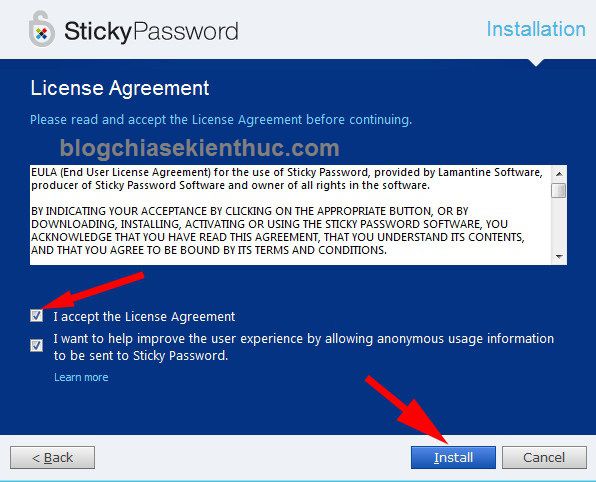 StickyPassword
Installation
License Agreement
Please read and accept the License Agreement before continuing.
blogchiasekienthuc.com
EULA (End User License Agreement) for the use of Sticky Password, provided by Lamantine Software,
producer of Sticky Password Software and owner of all rights in the software.
BY INDICATING YOUR ACCEPTANCE BY CLICKING ON THE APPROPRIATE BUTTON, OR BY
DOWNLOADING, INSTALLING, ACTIVATING OR USING THE STICKY PASSWORD SOFTWARE, YOU
ACKNOWLEDGE THAT YOU HAVE READ THIS AGREEMENT, THAT YOU UNDERSTAND ITS CONTENTS,
AND THAT YOU AGREE TO BE BOUND BY ITS TERMS AND CONDITIONS.
I accept the License Agreement
I want to help improve the user experience by allowing anonymous usage information
to be sent to Sticky Password.
Learn more
< Back
Install
Cancel